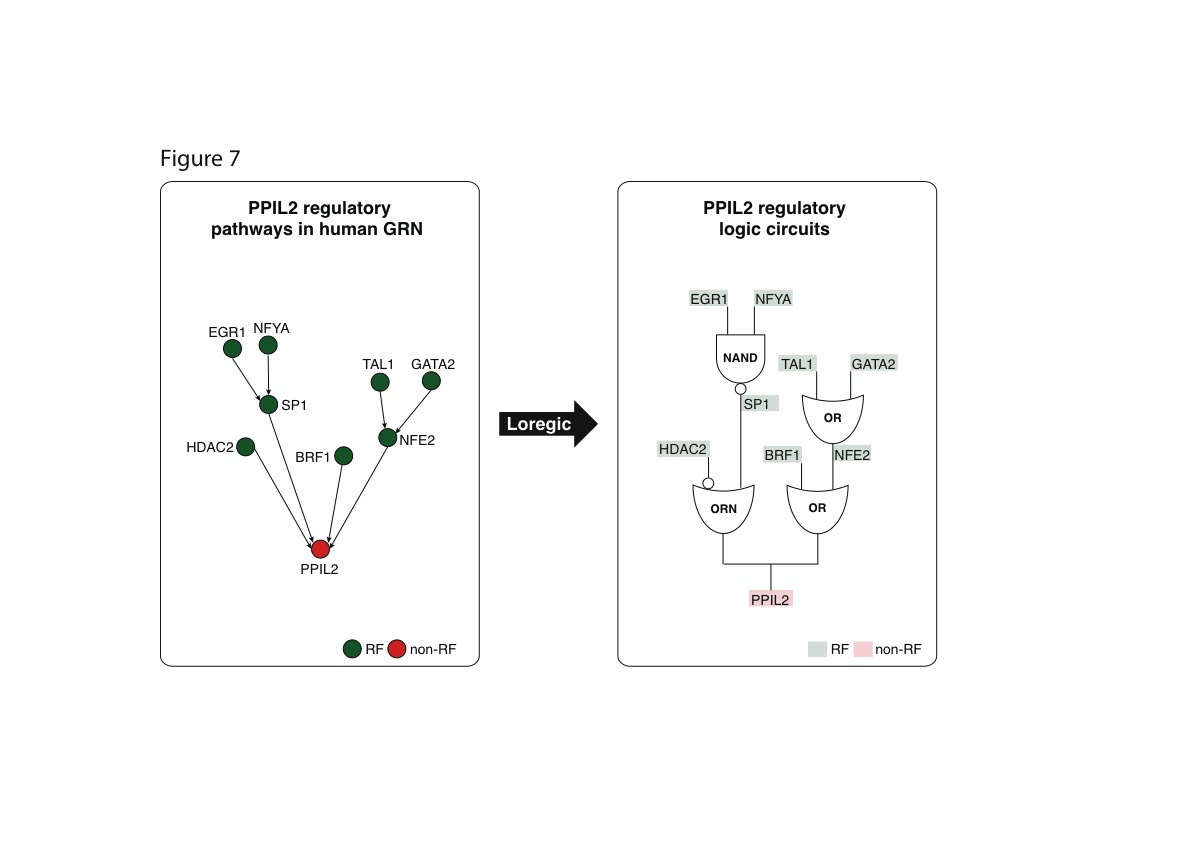 Figure 7
PPIL2 regulatory
pathways in human GRN
EGR1
NFYA
TAL1
GATA2
SP1
HDAC2
BRF1
NFE2
PPIL2
RF
non-RF
Loregic
PPIL2 regulatory
logic circuits
EGR1
NFYA
NAND
TAL1
GATA2
SP1
OR
HDAC2
BRF1
NFE2
ORN
OR
PPIL2
RF
non-RF